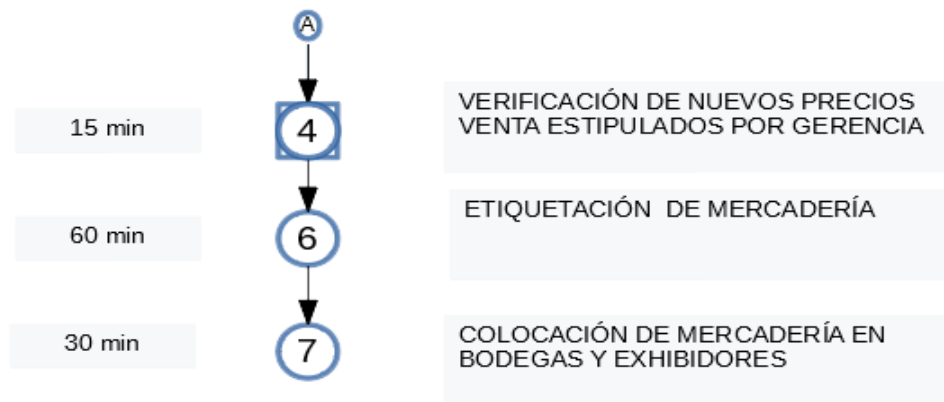 A
15 min
4
VERIFICACIÓN DE NUEVOS PRECIOS
VENTA ESTIPULADOS POR GERENCIA
60 min
6
ETIQUETACIÓN DE MERCADERÍA
30 min
7
COLOCACIÓN DE MERCADERÍA EN
BODEGAS Y EXHIBIDORES